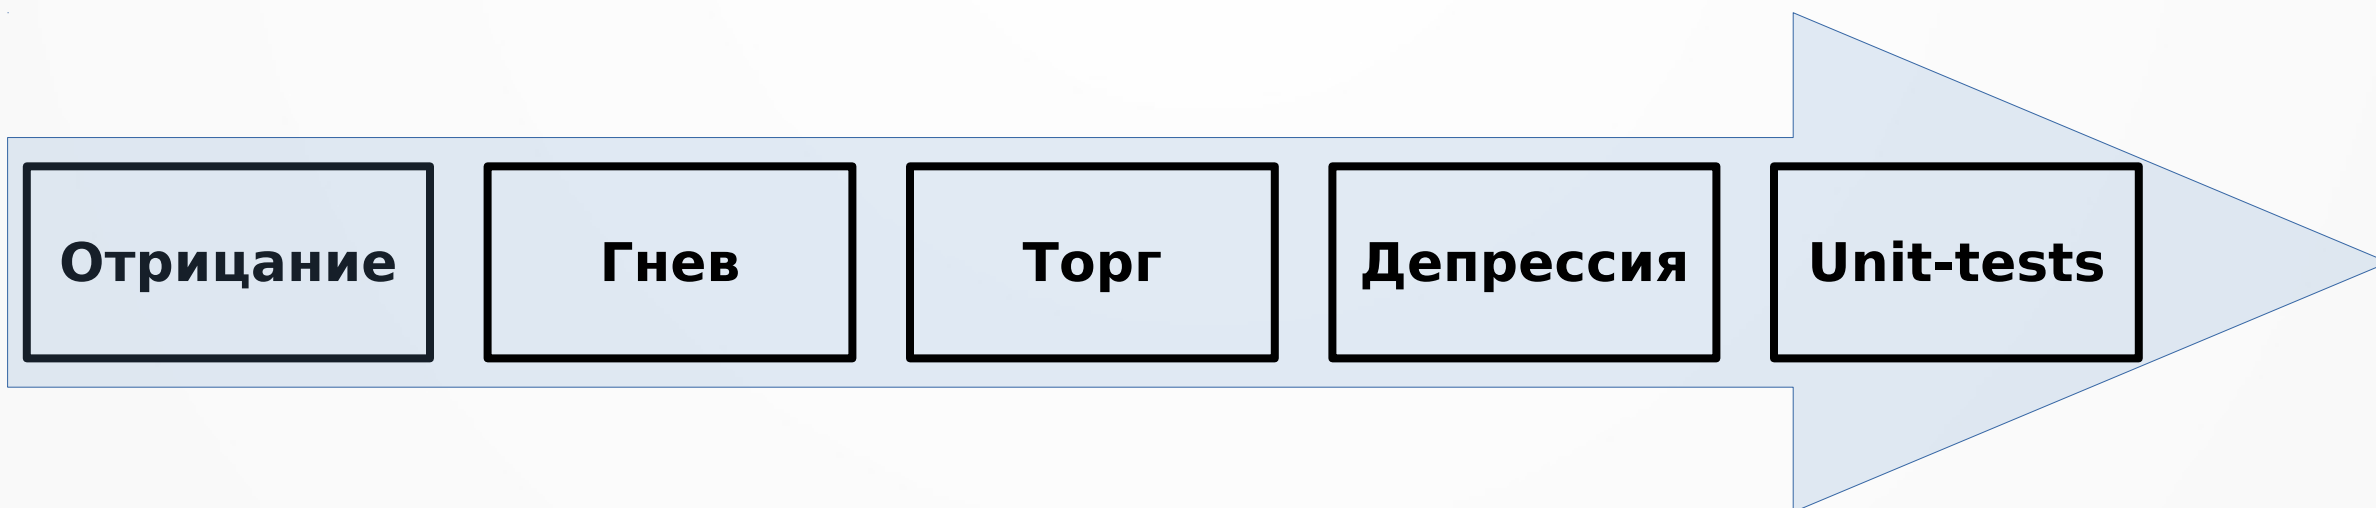 Отрицание
Гнев
Торг
Депрессия
Unit-tests